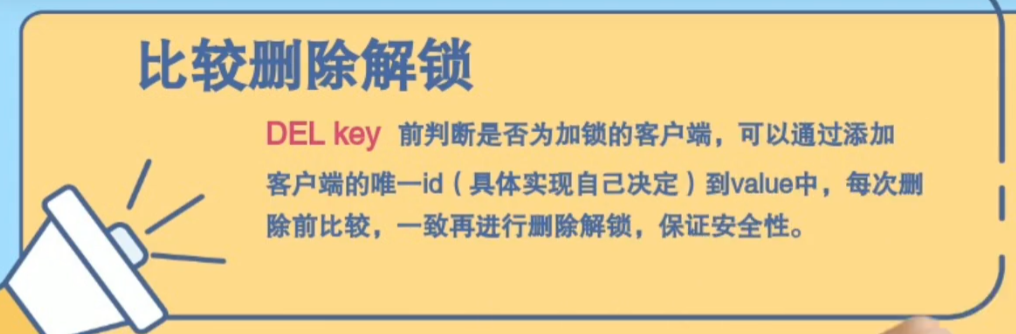 比较删除解锁
DEL key 前判断是否为加锁的客户端，可以通过添加
客户端的唯一id（具体实现自己决定）到value中，每次删
除前比较，一致再进行删除解锁，保证安全性。